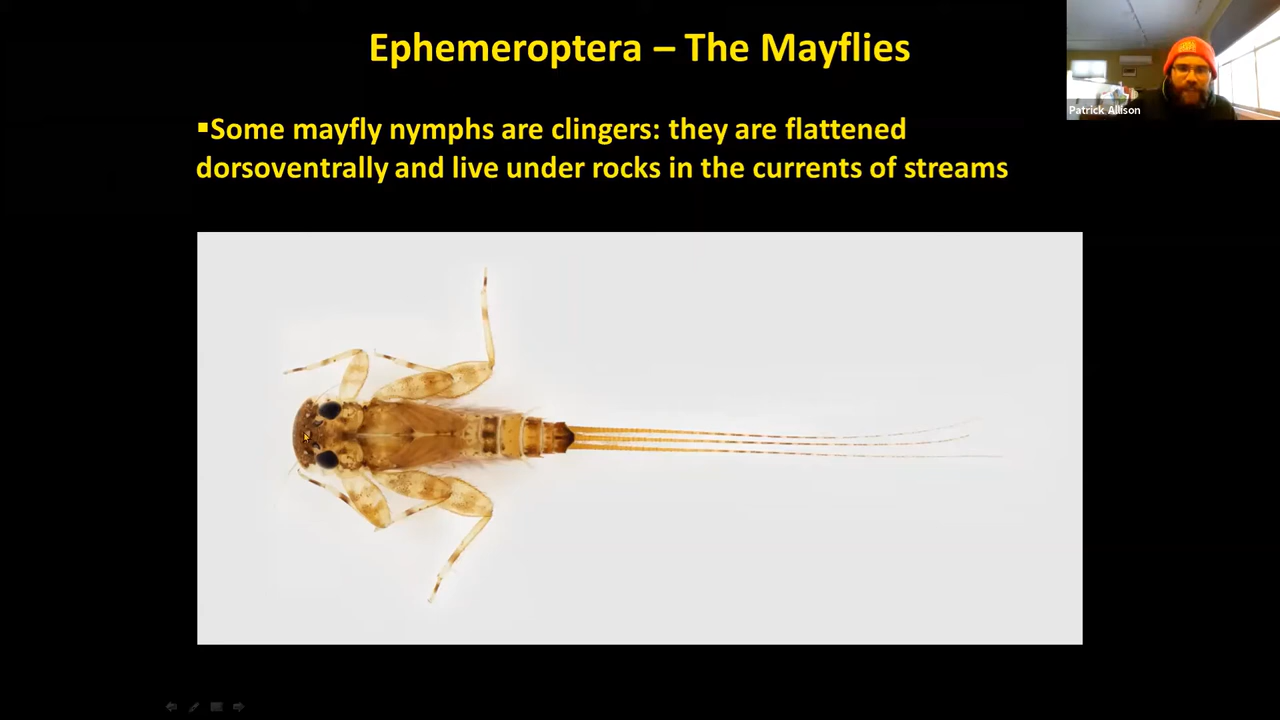 Ephemeroptera – The Mayflies
Patrick Allison
▪Some mayfly nymphs are clingers: they are flattened
dorsoventrally and live under rocks in the currents of streams